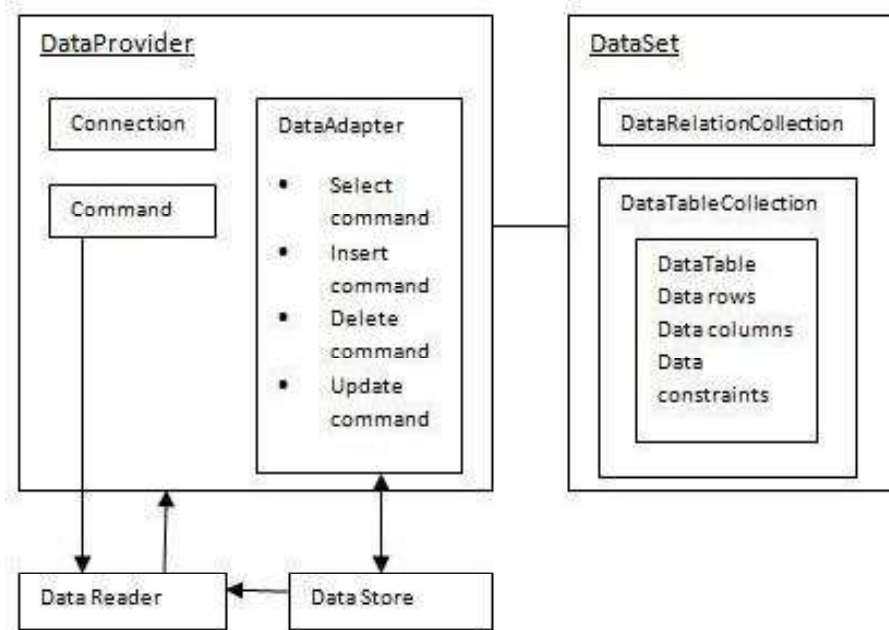 DataProvider
Connection
Command
DataAdapter
• Select
command
• Insert
command
• Delete
command
• Update
command
DataSet
DataRelationCollection
DataTableCollection
DataTable
Data rows
Data columns
Data
constraints
Data Reader
Data Store